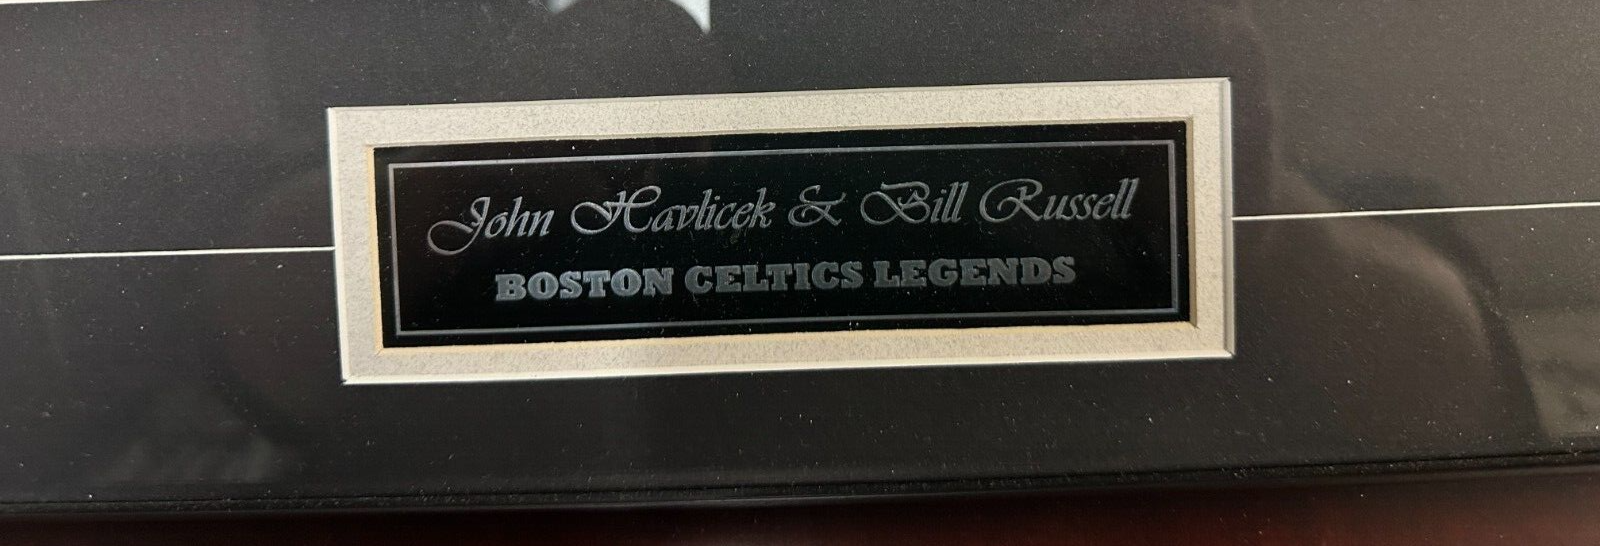 John Havlicek & Bill Russell
BOSTON CELTICS LEGENDS